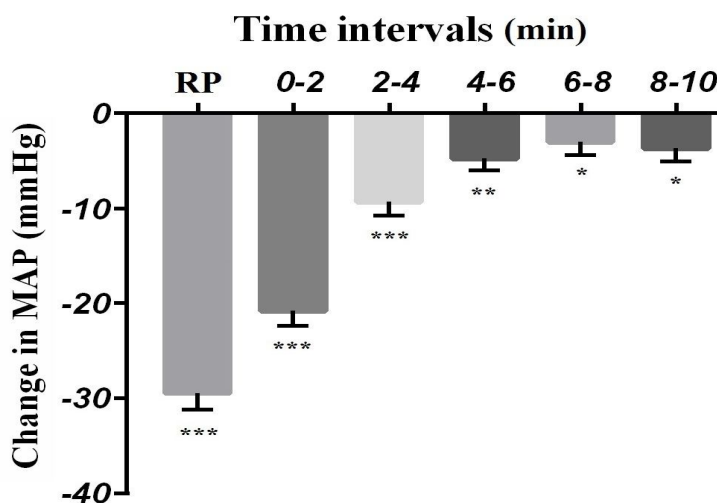 Time intervals (min)
RP 0-2 2-4 4-6 6-8 8-10
Change in MAP (mmHg)
0
-10
-20
-30
-40
*** *** *** ** * *